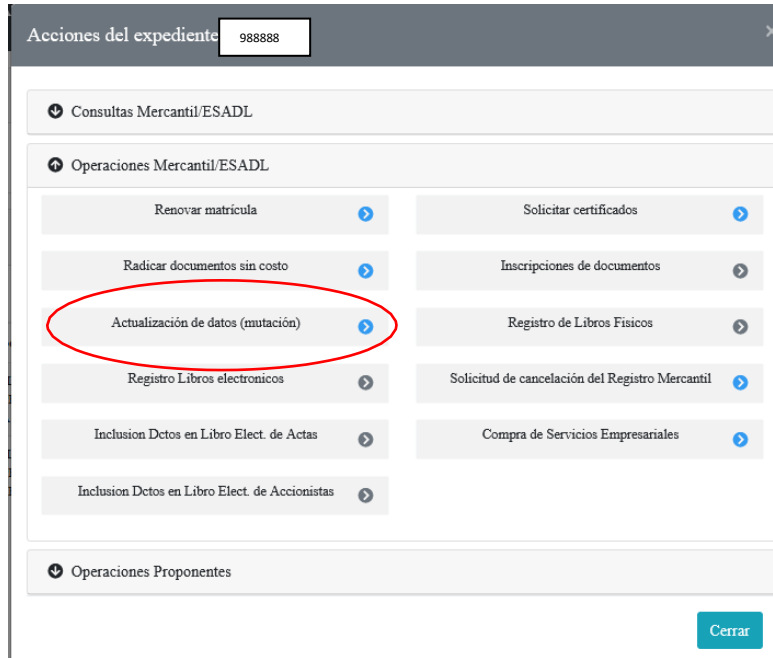 Acciones del expediente 988888
Consultas Mercantil/ESADL
Operaciones Mercantil/ESADL
Renovar matrícula
Solicitar certificados
Radicar documentos sin costo
Inscripciones de documentos
Actualización de datos (mutación)
Registro de Libros Físicos
Registro Libros electronicos
Solicitud de cancelación del Registro Mercantil
Inclusion Dctos en Libro Elect. de Actas
Compra de Servicios Empresariales
Inclusion Dctos en Libro Elect. de Accionistas
Operaciones Proponentes
Cerrar